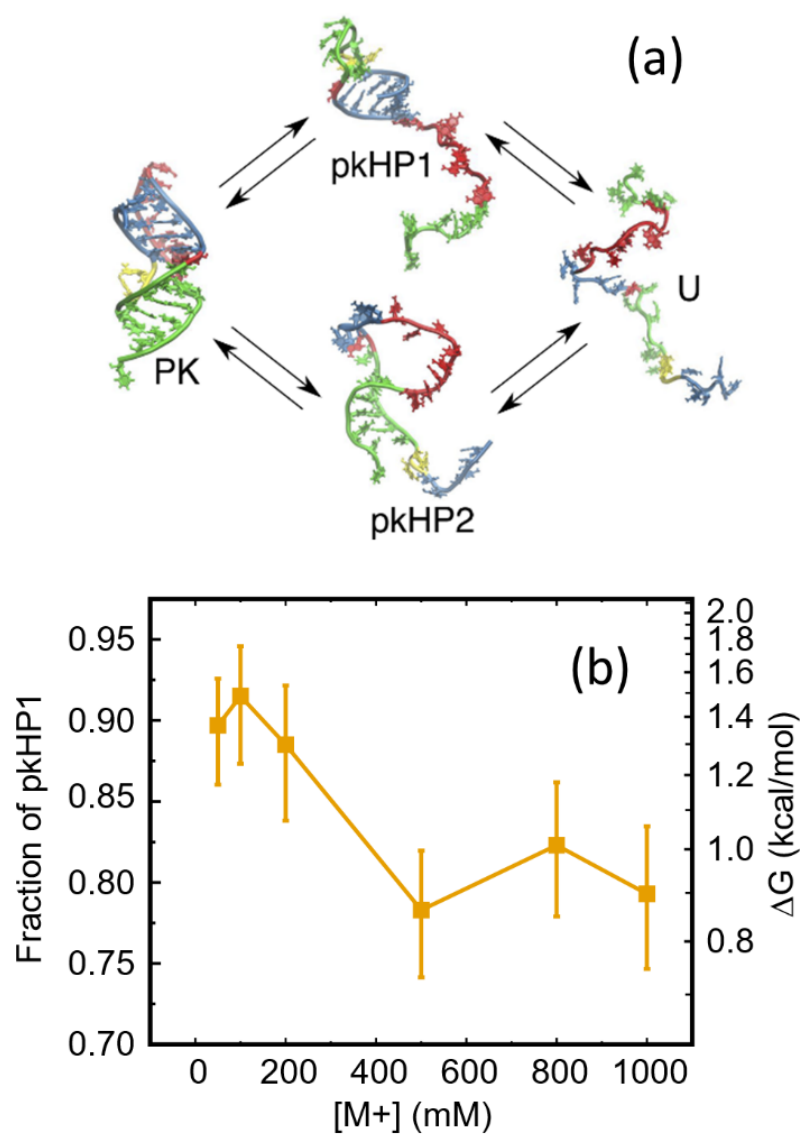 (a)
pkHP1
U
PK
pkHP2
(b)
Fraction of pkHP1
0.95
0.90
0.85
0.80
0.75
0.70
2.0
1.8
1.6
1.4
1.2
1.0
0.8
ΔG (kcal/mol)
0 200 400 600 800 1000
[M+] (mM)